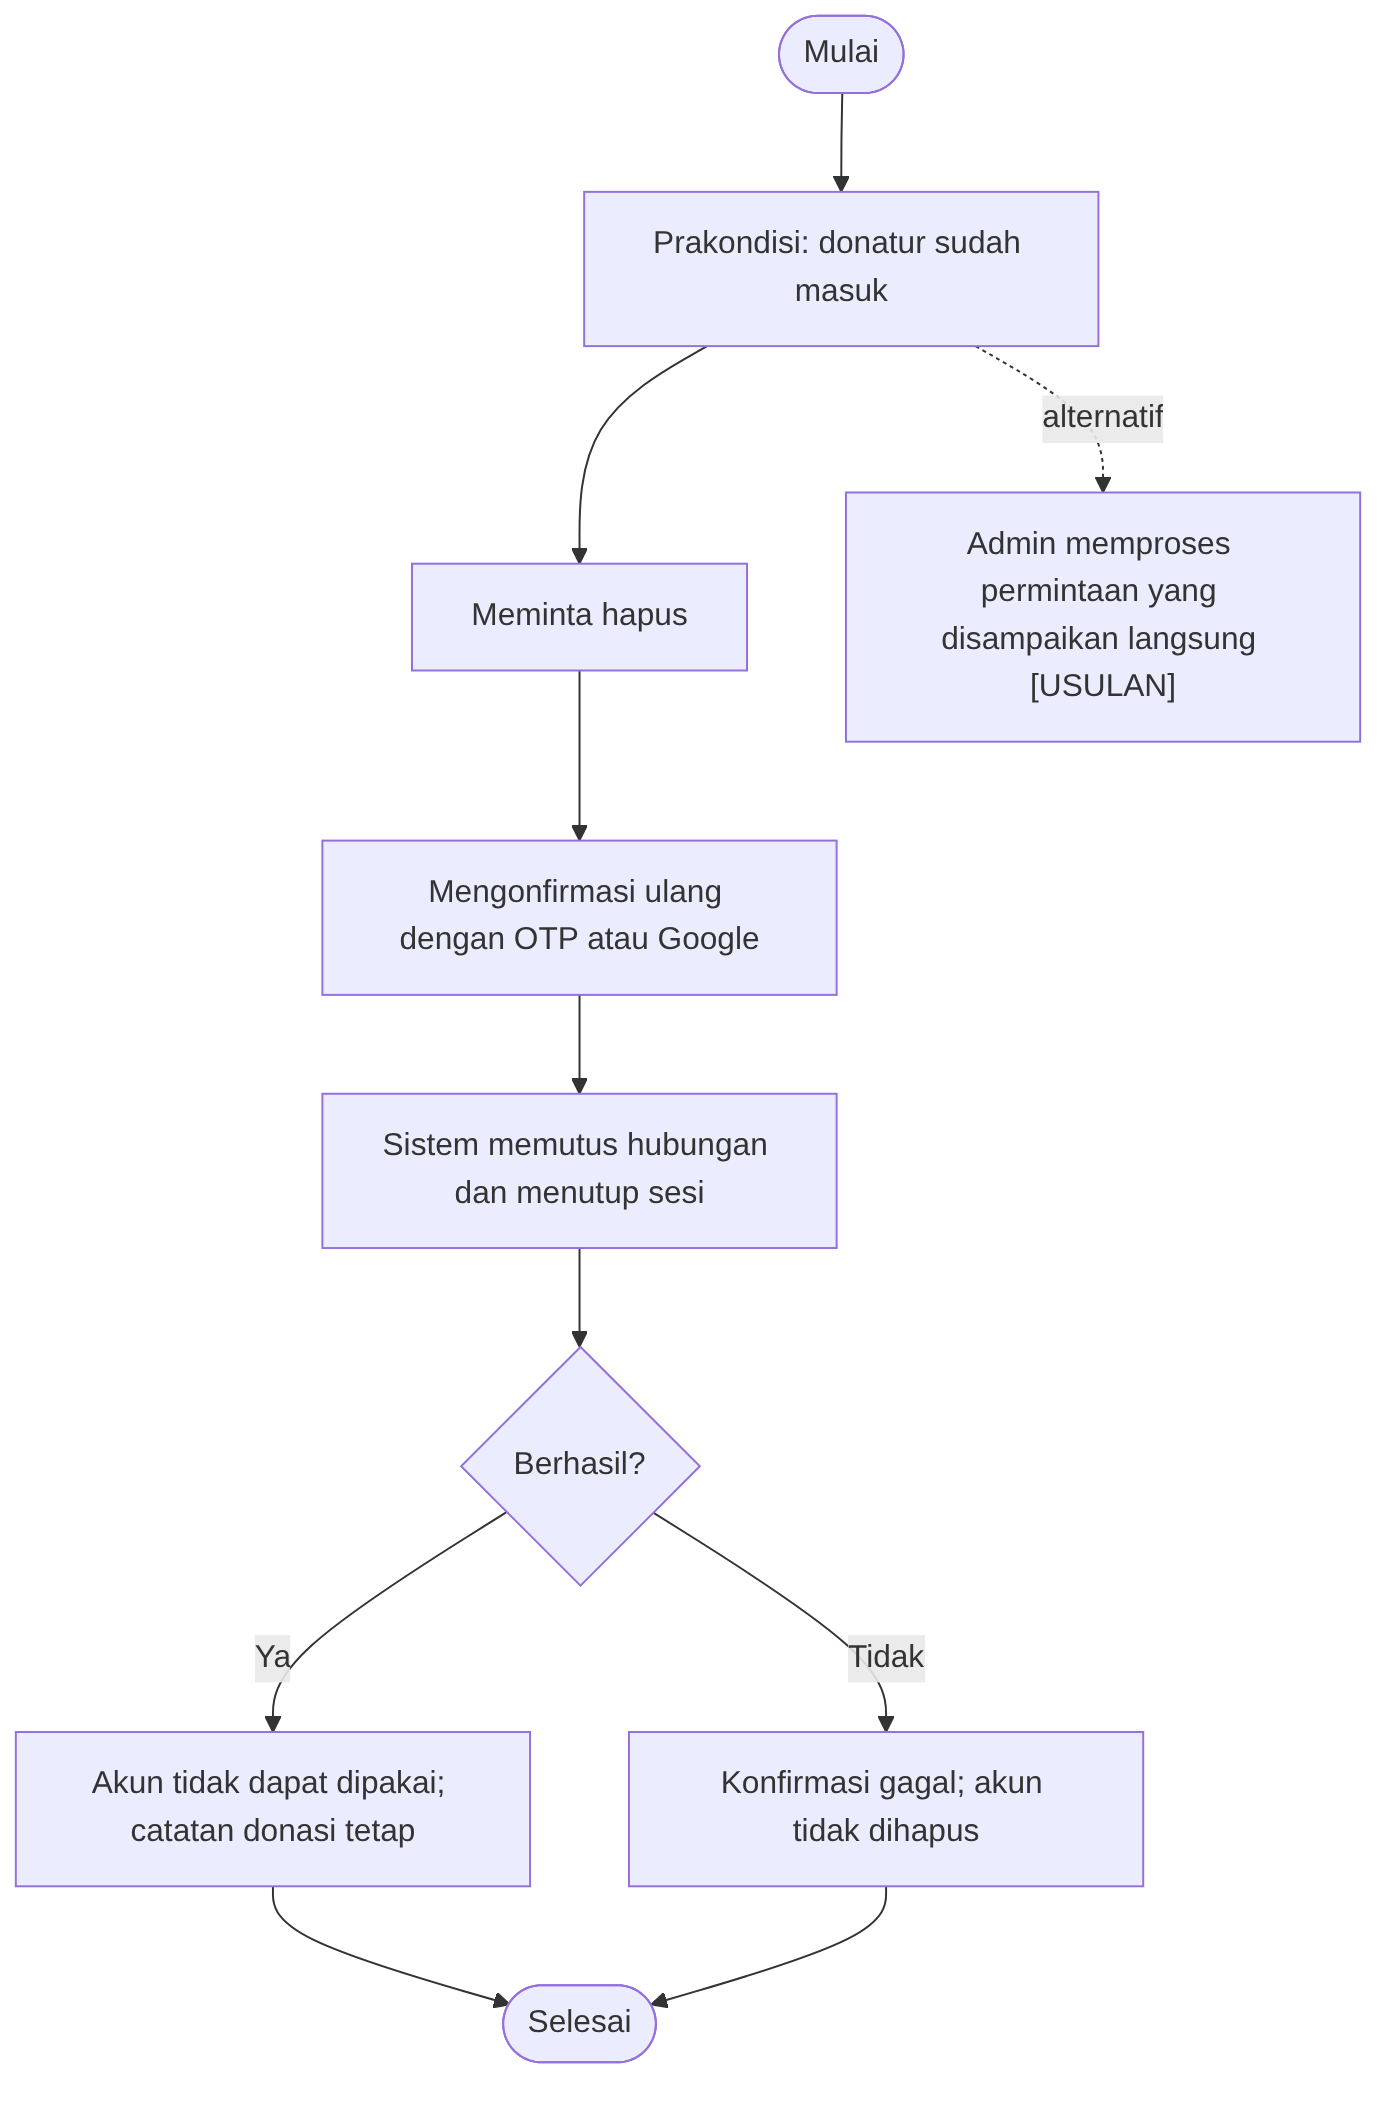 Mulai
Prakondisi: donatur sudah
masuk
alternatif
Admin memproses
permintaan yang
disampaikan langsung
[USULAN]
Meminta hapus
Mengonfirmasi ulang
dengan OTP atau Google
Sistem memutus hubungan
dan menutup sesi
Berhasil?
Ya
Tidak
Akun tidak dapat dipakai;
catatan donasi tetap
Konfirmasi gagal; akun
tidak dihapus
Selesai